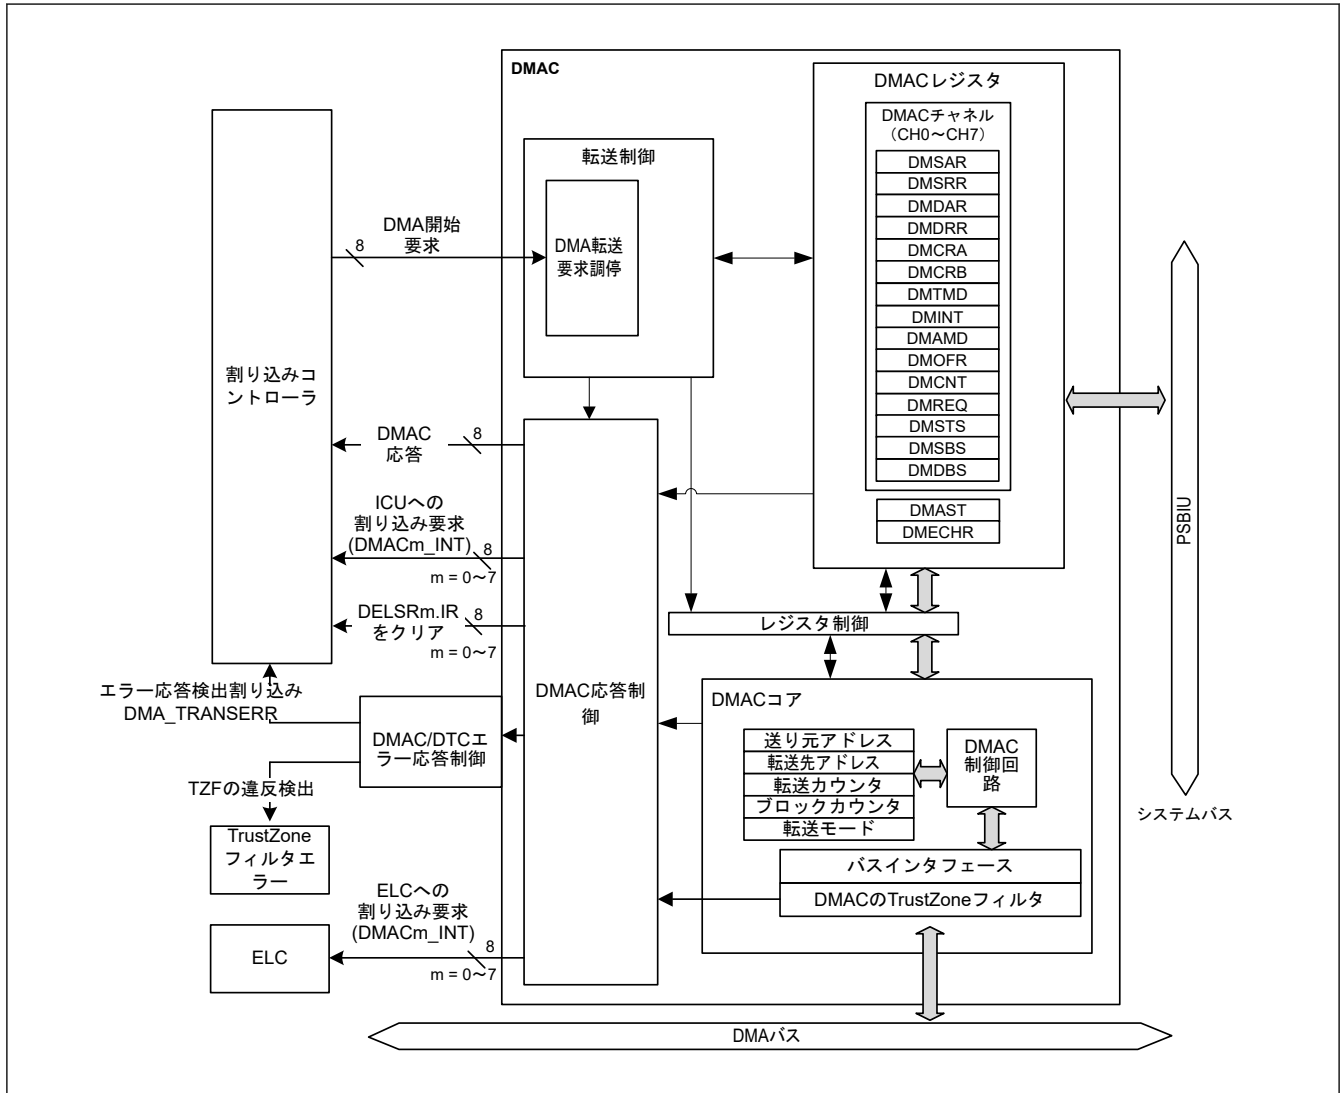 DMAC
DMACレジスタ
DMACチャネル
（CH0～CH7）
DMSAR
DMSRR
DMDAR
DMDRR
DMCRA
DMCRB
DMTMD
DMINT
DMAMD
DMOFR
DMCNT
DMREQ
DMSTS
DMSBS
DMDBS
DMAST
DMECHR
転送制御
DMA転送
要求調停
DMA開始
要求
8
割り込みコ
ントローラ
DMAC
応答
8
ICUへの
割り込み要求
(DMACm_INT)
8
m = 0～7
DELSRm.IR
をクリア
8
m = 0～7
エラー応答検出割り込み
DMA_TRANSERR
DMAC/DTCエ
ラー応答制御
TZFの違反検出
TrustZone
フィルタエ
ラー
ELCへの
割り込み要求
(DMACm_INT)
8
m = 0～7
ELC
DMAC応答制
御
レジスタ制御
DMACコア
送り元アドレス
転送先アドレス
転送カウンタ
ブロックカウンタ
転送モード
DMAC
制御回
路
バスインタフェース
DMACのTrustZoneフィルタ
PSBIU
システムバス
DMAバス